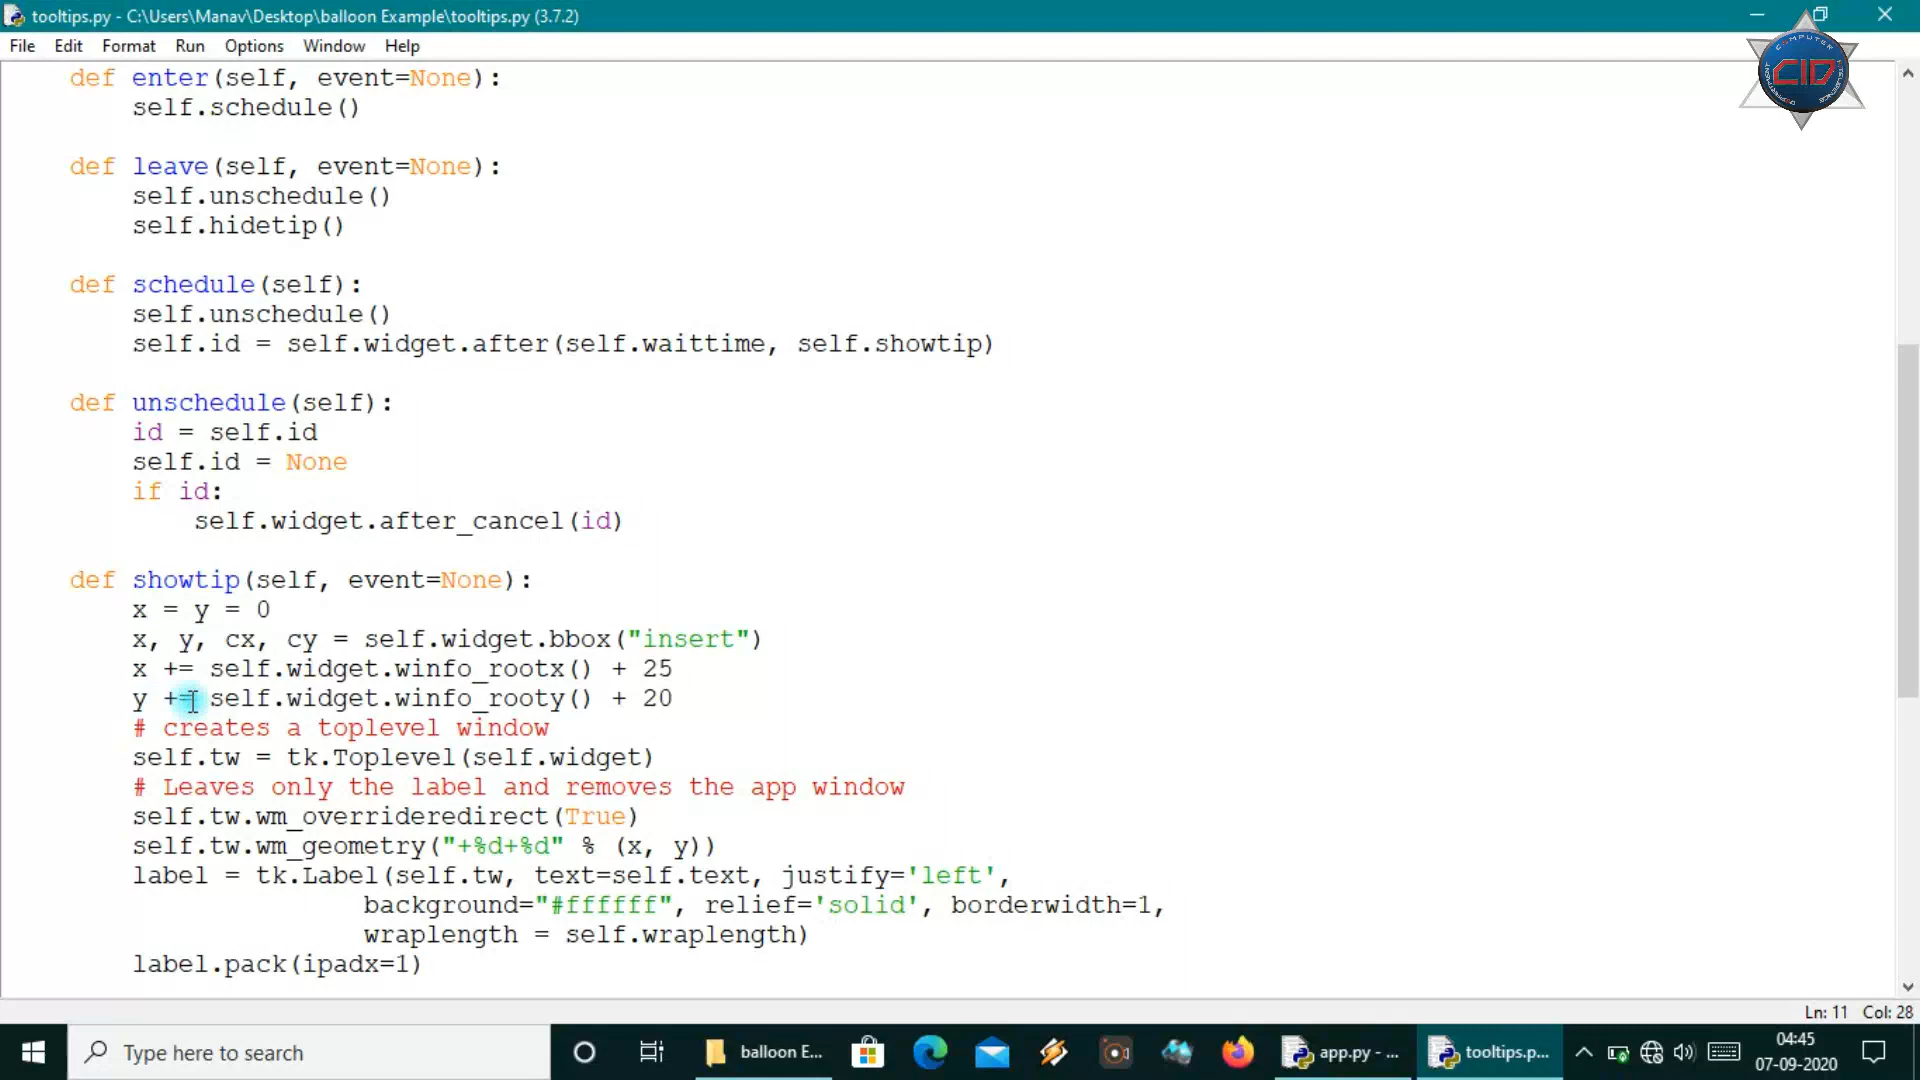 tooltips.py - C:\Users\Manav\Desktop\balloon Example\tooltips.py (3.7.2)
File Edit Format Run Options Window Help
COMPUTER
CID
def enter(self, event=None):
self.schedule()
def leave(self, event=None):
self.unschedule()
self.hidetip()
def schedule(self):
self.unschedule()
self.id = self.widget.after(self.waittime, self.showtip)
def unschedule(self):
id = self.id
self.id = None
if id:
self.widget.after_cancel(id)
def showtip(self, event=None):
x = y = 0
x, y, cx, cy = self.widget.bbox("insert")
x += self.widget.winfo_rootx() + 25
y += self.widget.winfo_rooty() + 20
# creates a toplevel window
self.tw = tk.Toplevel(self.widget)
# Leaves only the label and removes the app window
self.tw.wm_overrideredirect(True)
self.tw.wm_geometry("+%d+%d" % (x, y))
label = tk.Label(self.tw, text=self.text, justify='left',
background="#ffffff", relief='solid', borderwidth=1,
wraplength = self.wraplength)
label.pack(ipadx=1)
Ln: 11 Col: 28
Type here to search
balloon E...
app.py - ...
tooltips.p...
04:45
07-09-2020